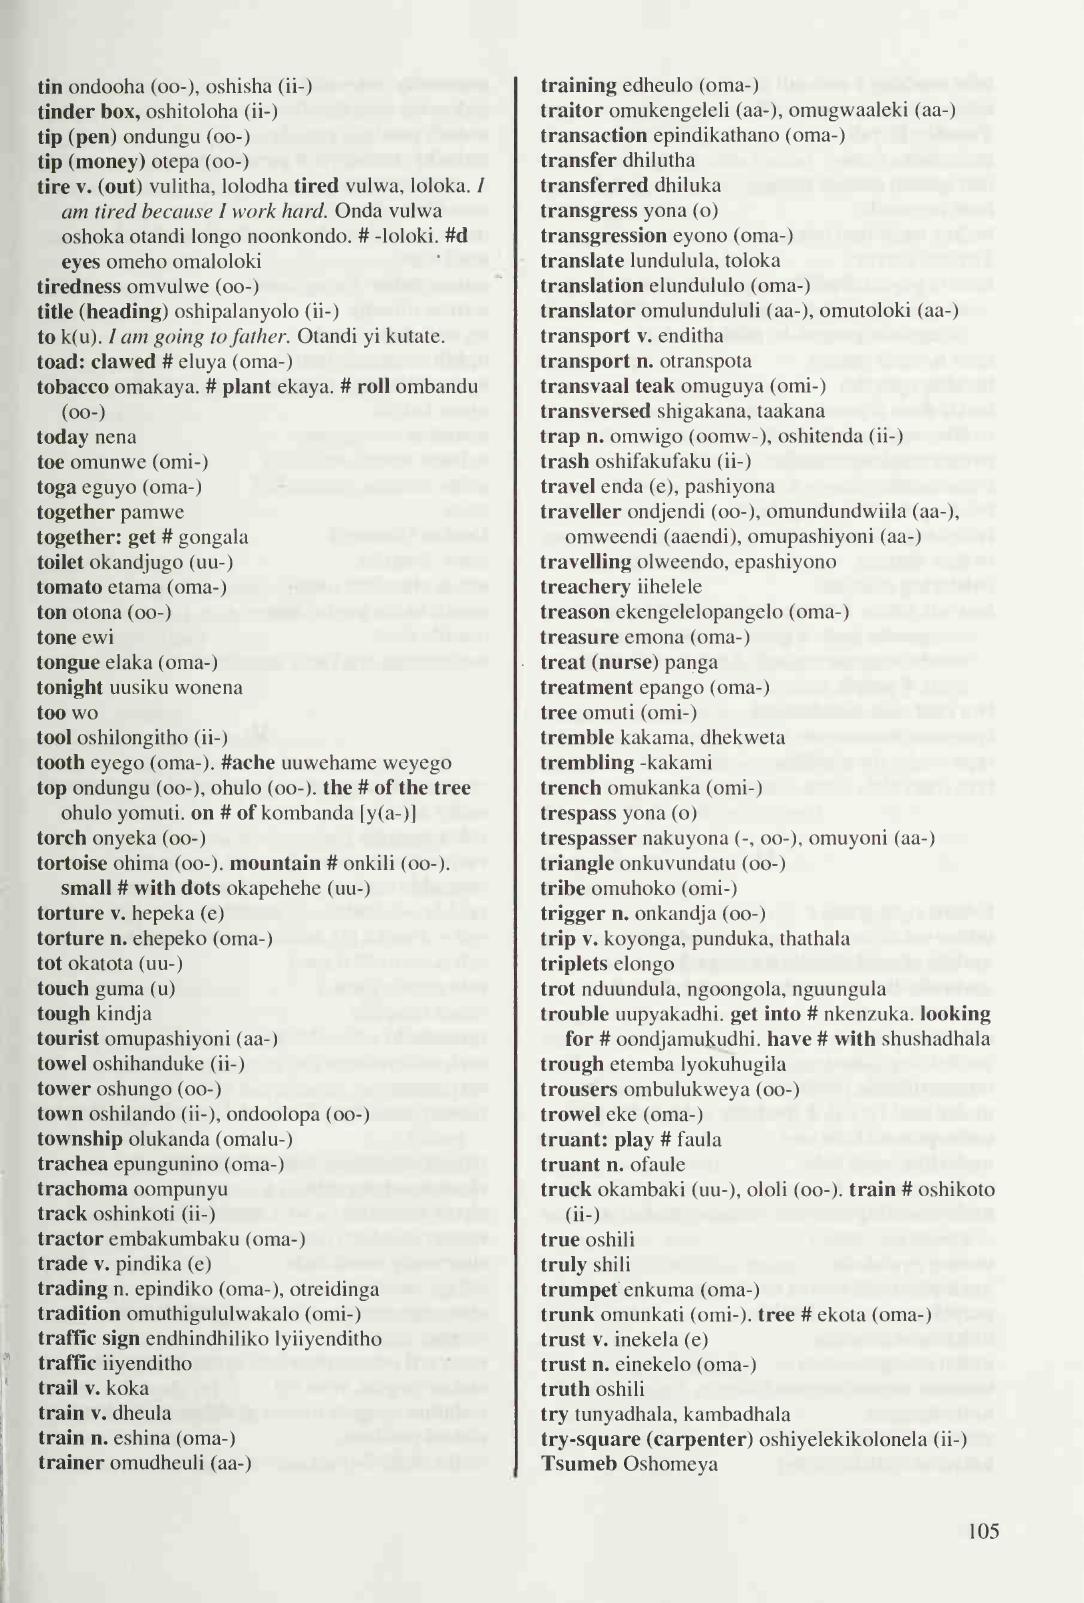 tin ondooha (oo-), oshisha (ii-)
tinder box, oshitoloha (ii-)
tip (pen) ondungu (oo-)
tip (money) otepa (oo-)
tire v. (out) vulitha, lolodha tired vulwa, loloka. I
am tired because I work hard. Onda vulwa
oshoka otandi longo noonkondo. # -loloki. #d
eyes omeho omaloloki
tiredness omvulwe (oo-)
title (heading) oshipalanyolo (ii-)
to k(u). I am going to father. Otandi yi kutate.
toad: clawed # eluya (oma-)
tobacco omakaya. # plant ekaya. # roll ombandu
(oo-)
today nena
toe omunwe (omi-)
toga eguyo (oma-)
together pamwe
together: get # gongala
toilet okandjugo (uu-)
tomato etama (oma-)
ton otona (oo-)
tone ewi
tongue elaka (oma-)
tonight uusiku wonena
too wo
tool oshilongitho (ii-)
tooth eyego (oma-). #ache uuwehame weyego
top ondungu (oo-), ohulo (oo-). the # of the tree
ohulo yomuti. on # of kombanda [y(a-)]
torch onyeka (oo-)
tortoise ohima (oo-). mountain # onkili (oo-).
small # with dots okapehehe (uu-)
torture v. hepeka (e)
torture n. ehepeko (oma-)
tot okatota (uu-)
touch guma (u)
tough kindja
tourist omupashiyoni (aa-)
towel oshihanduke (ii-)
tower oshungo (oo-)
town oshilando (ii-), ondoolopa (oo-)
township olukanda (omalu-)
trachea epungunino (oma-)
trachoma oompunyu
track oshinkoti (ii-)
tractor embakumbaku (oma-)
trade v. pindika (e)
trading n. epindiko (oma-), otreidinga
tradition omuthigululwakalo (omi-)
traffic sign endhindhiliko lyiiyenditho
traffic iiyenditho
trail v. koka
train v. dheula
train n. eshina (oma-)
trainer omudheuli (aa-)
training edheulo (oma-)
traitor omukengeleli (aa-), omugwaaleki (aa-)
transaction epindikathano (oma-)
transfer dhilutha
transferred dhiluka
transgress yona (o)
transgression eyono (oma-)
translate lundulula, toloka
translation elundululo (oma-)
translator omulundululi (aa-), omutoloki (aa-)
transport v. enditha
transport n. otranspota
transvaal teak omuguya (omi-)
transversed shigakana, taakana
trap n. omwigo (oomw-), oshitenda (ii-)
trash oshifakufaku (ii-)
travel enda (e), pashiyona
traveller ondjendi (oo-), omundundwiila (aa-),
omweendi (aaendi), omupashiyoni (aa-)
travelling olweendo, epashiyono
treachery iihelele
treason ekengelelopangelo (oma-)
treasure emona (oma-)
treat (nurse) panga
treatment epango (oma-)
tree omuti (omi-)
tremble kakama, dhekweta
trembling -kakami
trench omukanka (omi-)
trespass yona (o)
trespasser nakuyona (-, oo-), omuyoni (aa-)
triangle onkuvundatu (oo-)
tribe omuhoko (omi-)
trigger n. onkandja (oo-)
trip v. koyonga, punduka, thathala
triplets elongo
trot nduundula, ngoongola, nguungula
trouble uupyakadhi. get into # nkenzuka. looking
for # oondjamukudhi. have # with shushadhala
trough etemba lyokuhugila
trousers ombulukweya (oo-)
trowel eke (oma-)
truant: play # faula
truant n. ofaule
truck okambaki (uu-), ololi (oo-). train # oshikoto
(ii-)
true oshili
truly shili
trumpet enkuma (oma-)
trunk omunkati (omi-). tree # ekota (oma-)
trust v. inekela (e)
trust n. einekelo (oma-)
truth oshili
try tunyadhala, kambadhala
try-square (carpenter) oshiyelekikolonela (ii-)
Tsumeb Oshomeya
105